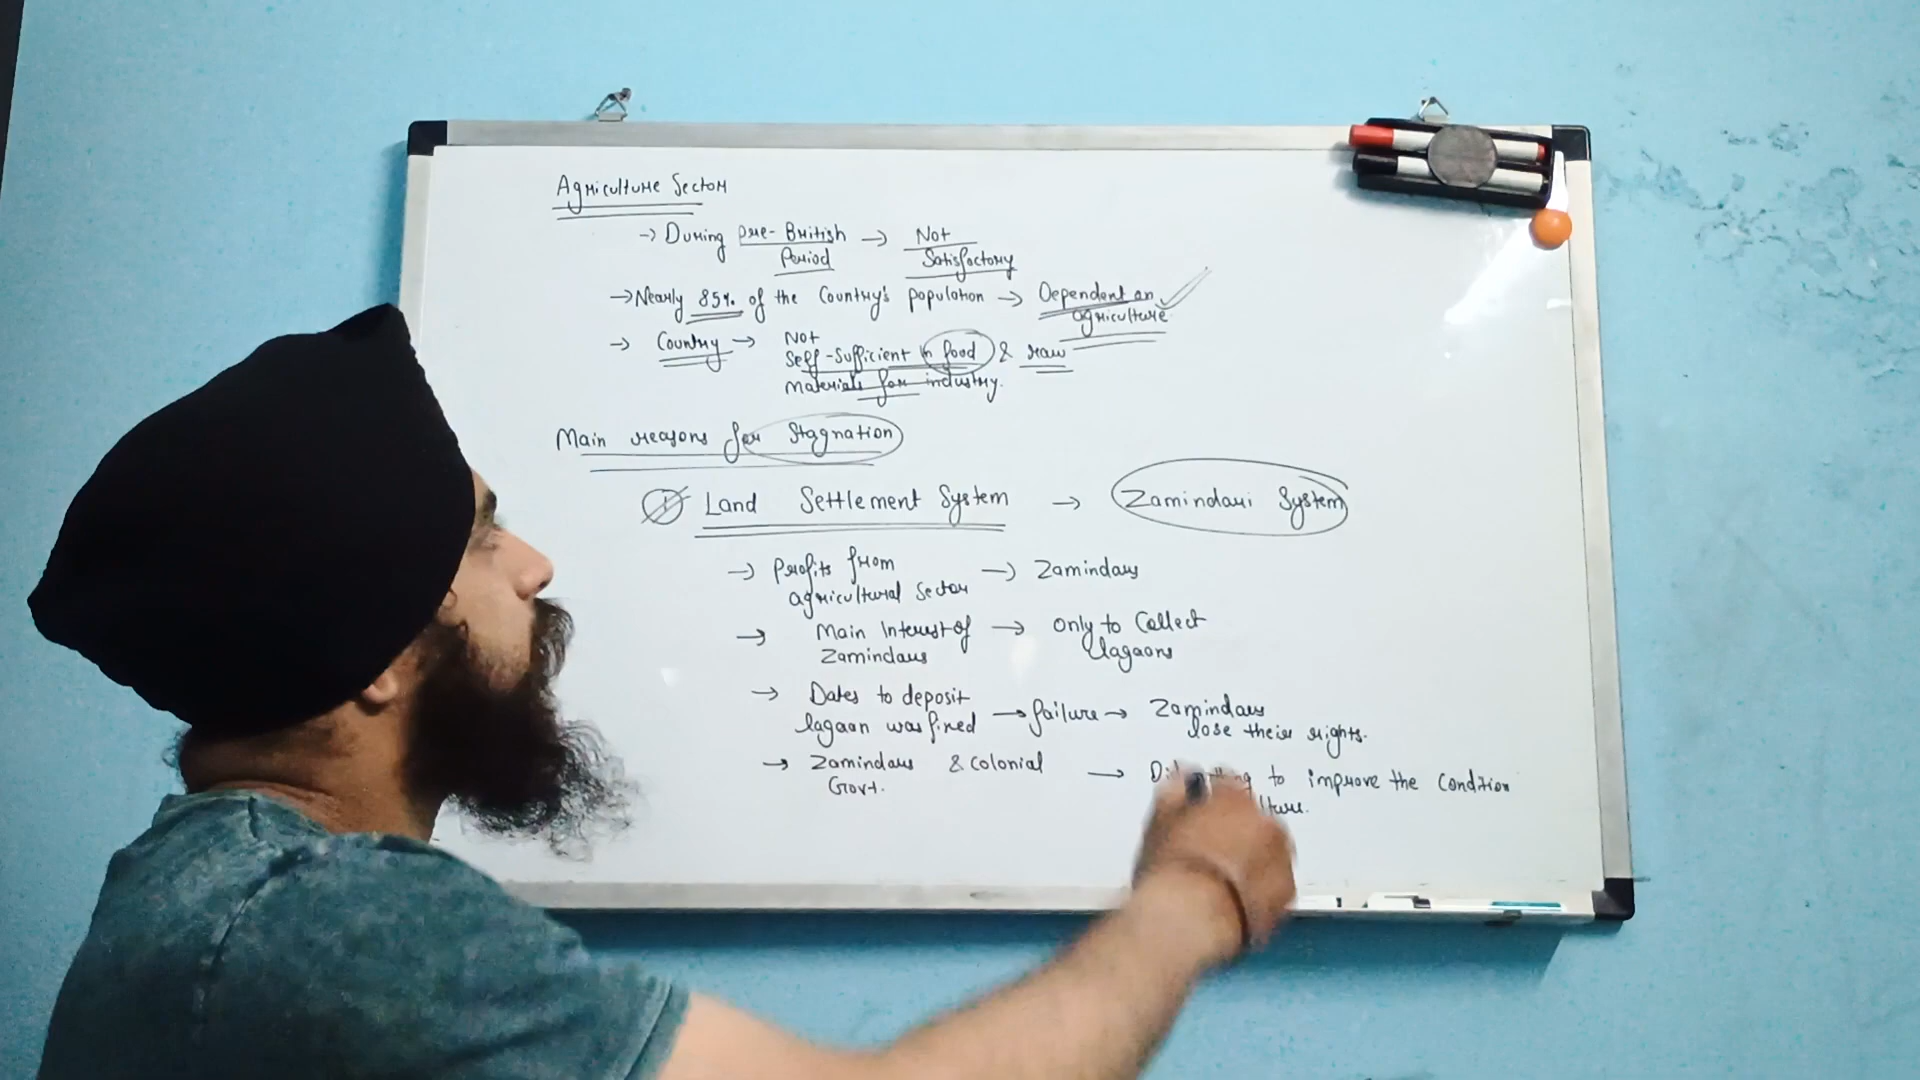 Agriculture Sector
→ During pre-British Period → Not Satisfactory
→ Nearly 85% of the Country's population → Dependent on agriculture
→ Country → Not Self-Sufficient in food & raw materials for industry.
Main reasons for Stagnation
① Land Settlement System → Zamindari System
→ Profits from agricultural Sector → Zamindars
→ Main Interest of Zamindars → only to Collect lagaans
→ Dates to deposit lagaan was fixed → failure → Zamindars lose their rights.
→ Zamindars & Colonial Govt. → to improve the Condition